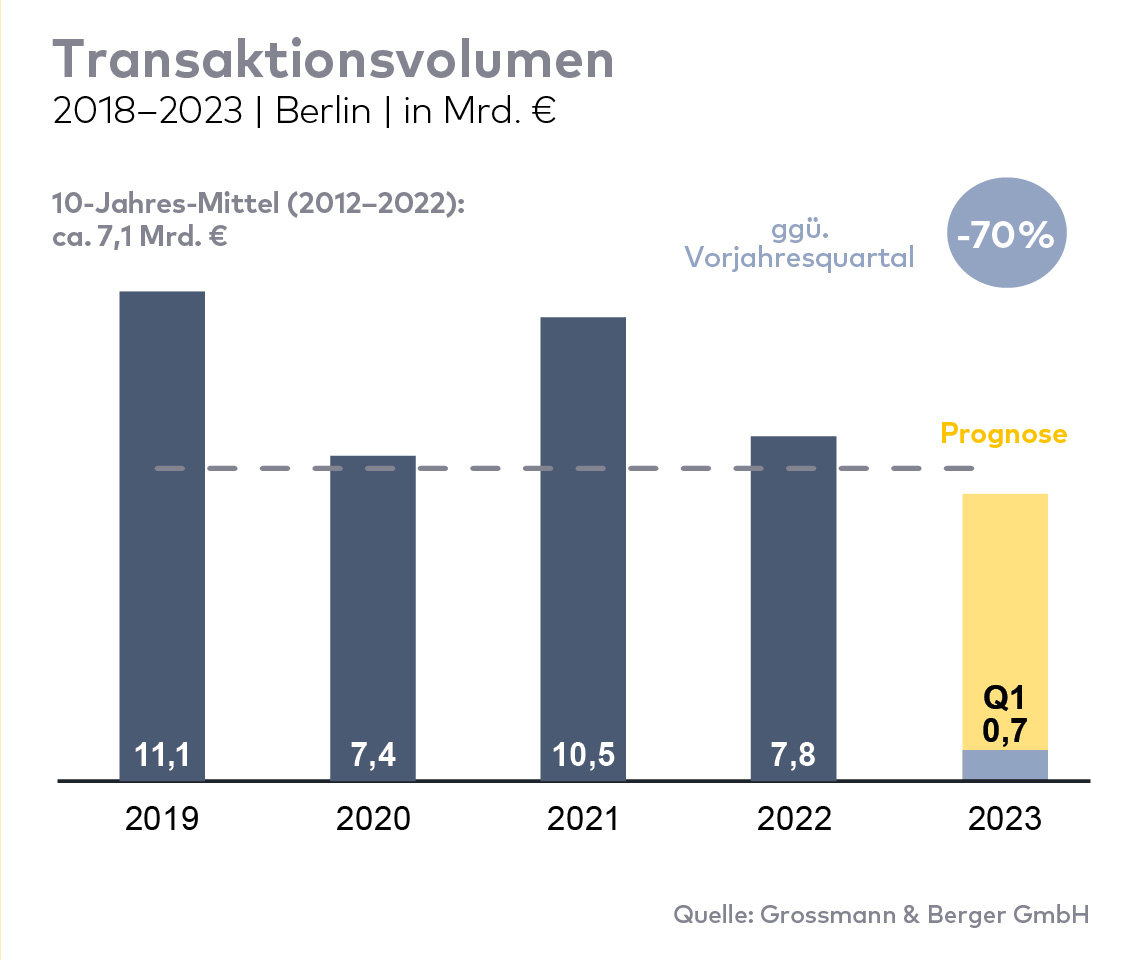 Transaktionsvolumen
2018–2023 | Berlin | in Mrd. €
10-Jahres-Mittel (2012–2022):
ca. 7,1 Mrd. €
ggü.
Vorjahresquartal
-70%
Prognose
Q1
0,7
11,1
7,4
10,5
7,8
2019
2020
2021
2022
2023
Quelle: Grossmann & Berger GmbH